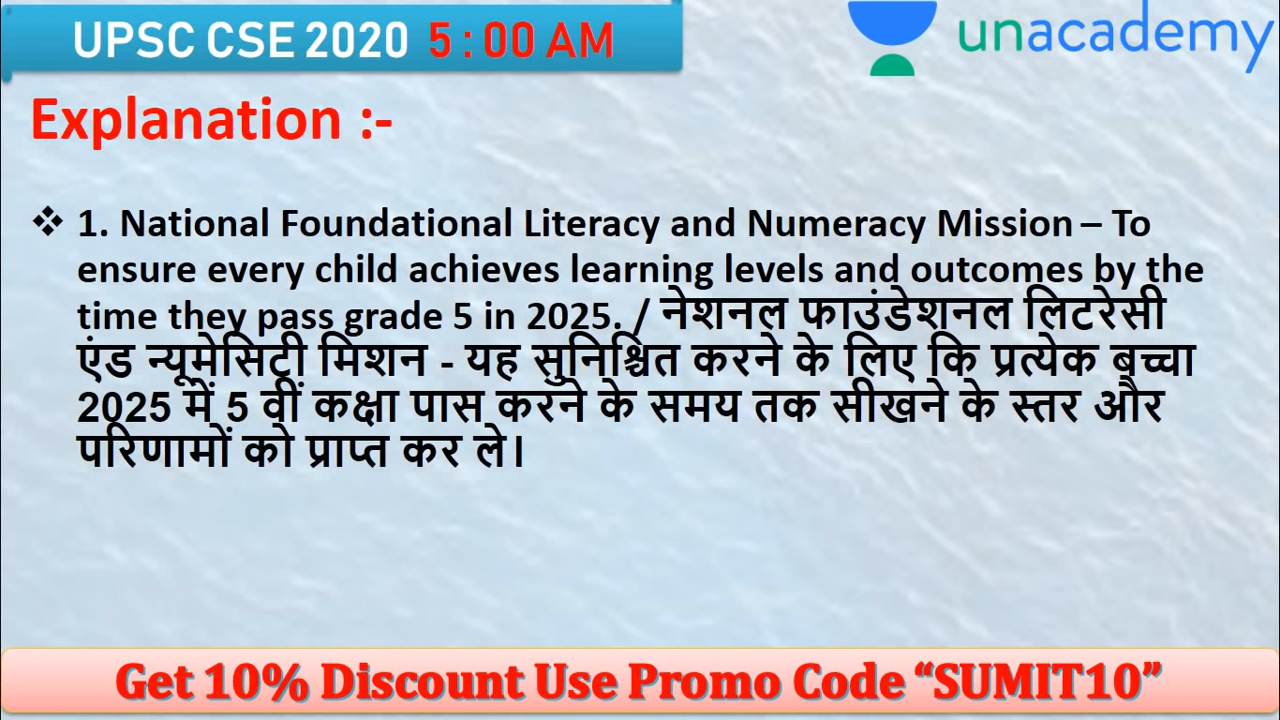 UPSC CSE 2020 5 : 00 AM
unacademy
Explanation :-
❖ 1. National Foundational Literacy and Numeracy Mission – To
ensure every child achieves learning levels and outcomes by the
time they pass grade 5 in 2025. / नेशनल फाउंडेशनल लिटरेसी
एंड न्यूमेसिटी मिशन - यह सुनिश्चित करने के लिए कि प्रत्येक बच्चा
2025 में 5 वीं कक्षा पास करने के समय तक सीखने के स्तर और
परिणामों को प्राप्त कर ले।
Get 10% Discount Use Promo Code “SUMIT10”